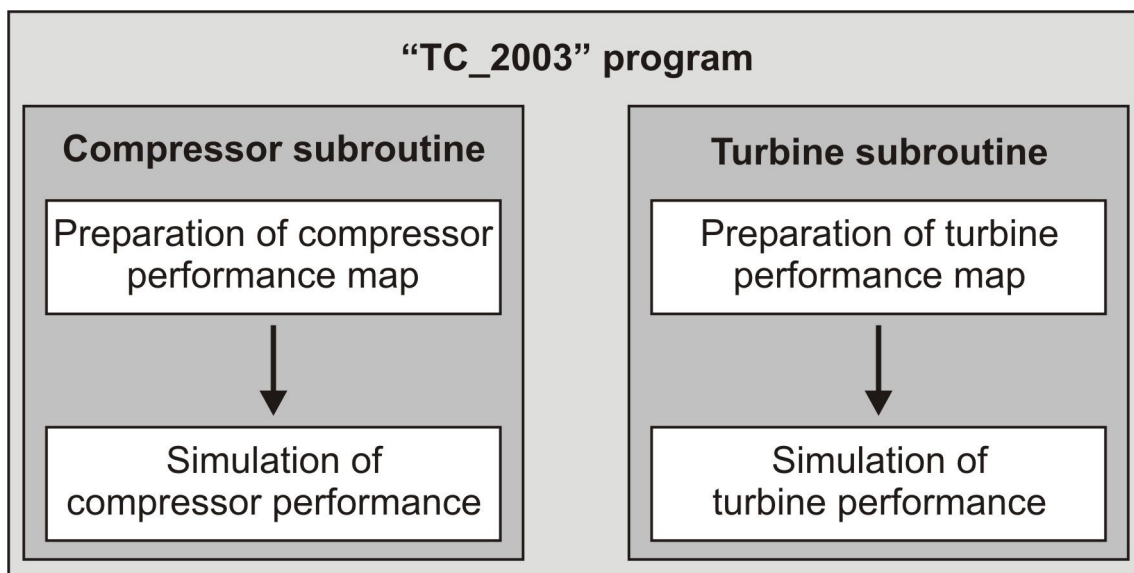 “TC_2003” program
Compressor subroutine
Preparation of compressor
performance map
Simulation of
compressor performance
Turbine subroutine
Preparation of turbine
performance map
Simulation of
turbine performance